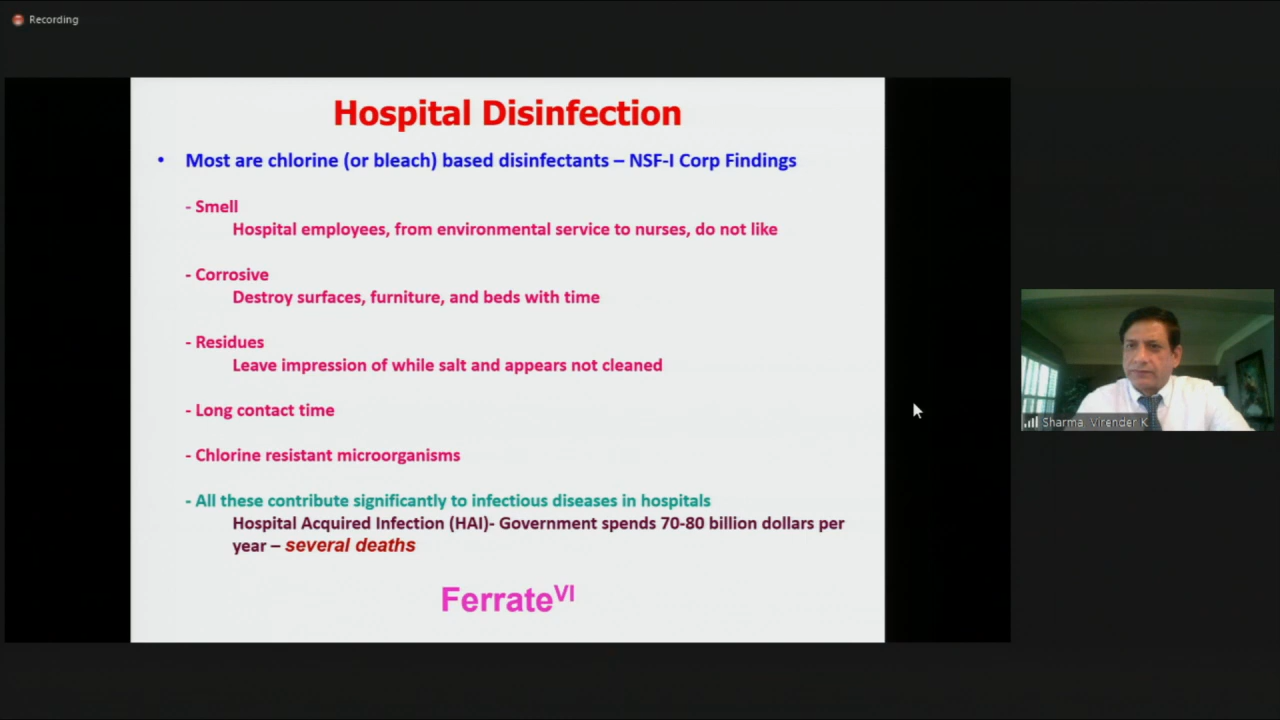 Recording
Hospital Disinfection
• Most are chlorine (or bleach) based disinfectants – NSF-I Corp Findings
- Smell
Hospital employees, from environmental service to nurses, do not like
- Corrosive
Destroy surfaces, furniture, and beds with time
- Residues
Leave impression of while salt and appears not cleaned
- Long contact time
- Chlorine resistant microorganisms
- All these contribute significantly to infectious diseases in hospitals
Hospital Acquired Infection (HAI)- Government spends 70-80 billion dollars per
year – several deaths
Ferrate^VI
Sharma, Virender K